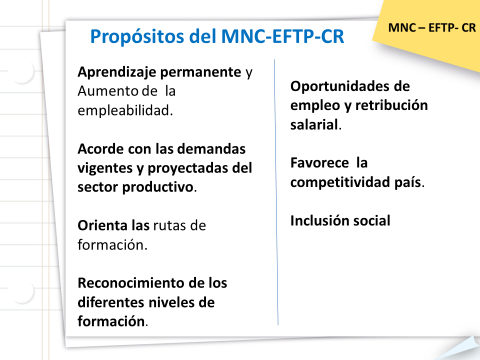 MNC – EFTP- CR
Propósitos del MNC-EFTP-CR
Aprendizaje permanente y
Aumento de la
empleabilidad.
Acorde con las demandas
vigentes y proyectadas del
sector productivo.
Orienta las rutas de
formación.
Reconocimiento de los
diferentes niveles de
formación.
Oportunidades de
empleo y retribución
salarial.
Favorece la
competitividad país.
Inclusión social